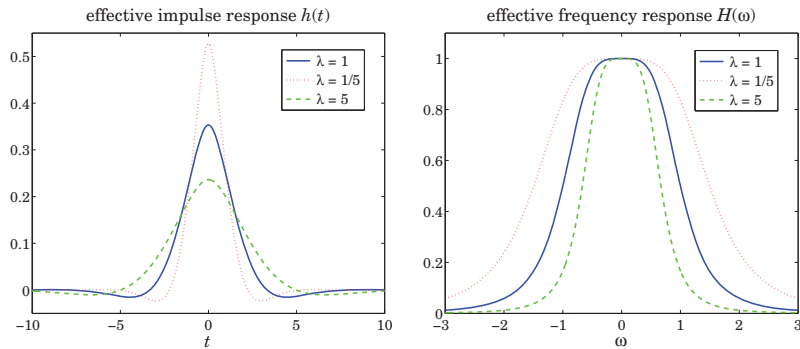 effective impulse response h(t)
0.5
0.4
0.3
0.2
0.1
0
−10
−5
0
5
10
t
λ = 1
λ = 1/5
λ = 5
effective frequency response H(ω)
1
0.8
0.6
0.4
0.2
0
−3
−2
−1
0
1
2
3
ω
λ = 1
λ = 1/5
λ = 5